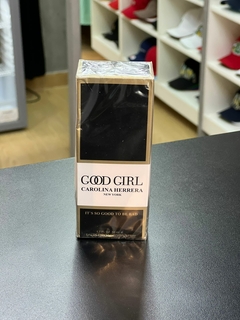 GOOD GIRL
CAROLINA HERRERA
NEW YORK
IT'S SO GOOD TO BE BAD